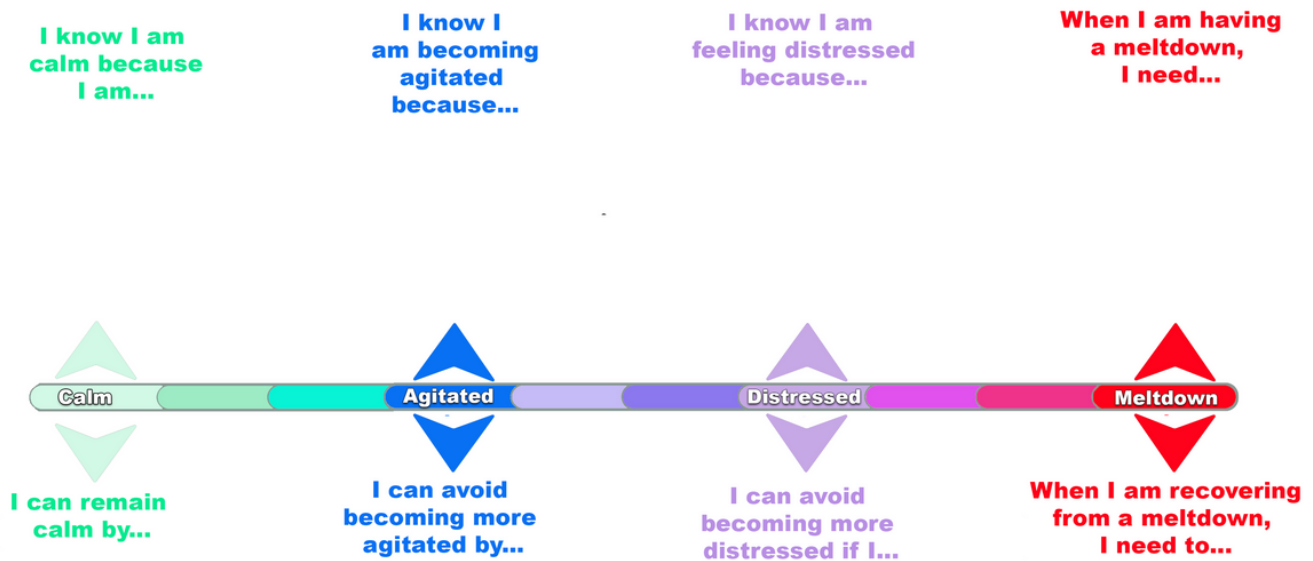 I know I am
calm because
I am...
I know I
am becoming
agitated
because...
I know I am
feeling distressed
because...
When I am having
a meltdown,
I need...
Calm
Agitated
Distressed
Meltdown
I can remain
calm by...
I can avoid
becoming more
agitated by...
I can avoid
becoming more
distressed if I...
When I am recovering
from a meltdown,
I need to...